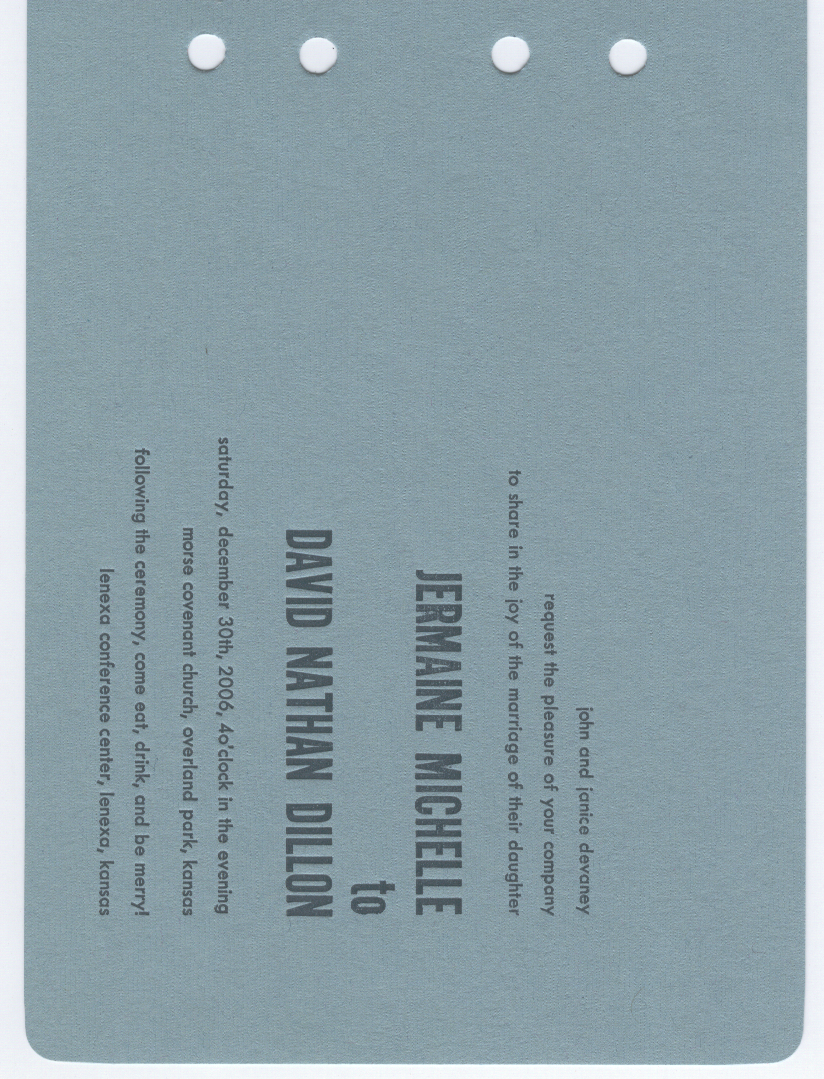 john and janice devaney
request the pleasure of your company
to share in the joy of the marriage of their daughter
JERMAINE MICHELLE
to
DAVID NATHAN DILLON
saturday, december 30th, 2006, 4o'clock in the evening
morse covenant church, overland park, kansas
following the ceremony, come eat, drink, and be merry!
lenexa conference center, lenexa, kansas